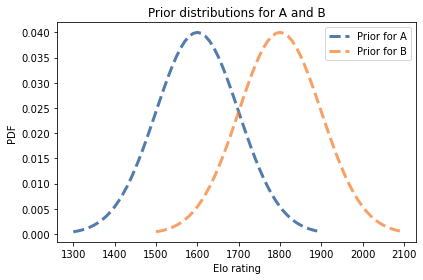 Prior distributions for A and B
Prior for A
Prior for B
PDF
0.040
0.035
0.030
0.025
0.020
0.015
0.010
0.005
0.000
1300 1400 1500 1600 1700 1800 1900 2000 2100
Elo rating